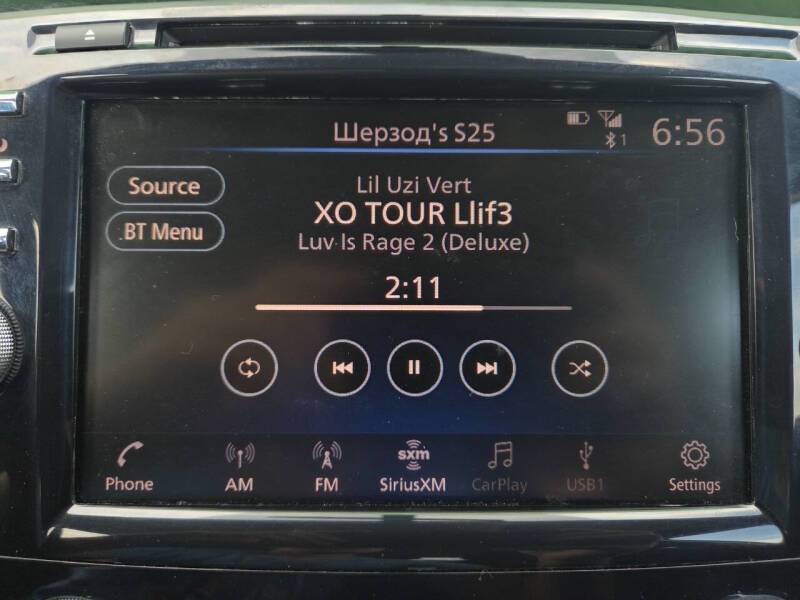 Шерзод's S25
1
6:56
Source
BT Menu
Lil Uzi Vert
XO TOUR Llif3
Luv Is Rage 2 (Deluxe)
2:11
sxm
Phone AM FM SiriusXM CarPlay USB1 Settings